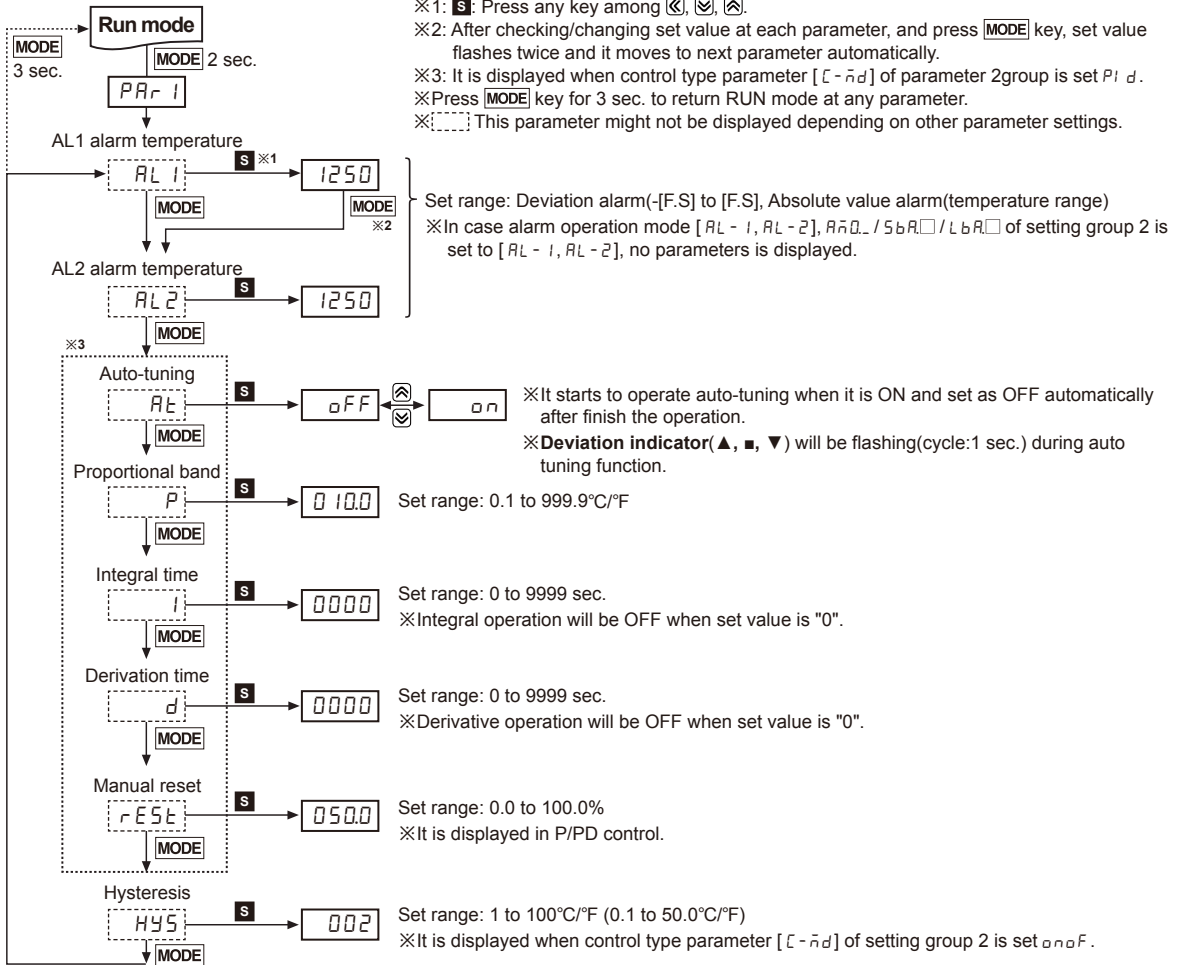 ※1: S: Press any key among «, ︾, ︽.
※2: After checking/changing set value at each parameter, and press MODE key, set value
flashes twice and it moves to next parameter automatically.
※3: It is displayed when control type parameter [C-md] of parameter 2group is set PI d.
※Press MODE key for 3 sec. to return RUN mode at any parameter.
※[ ] This parameter might not be displayed depending on other parameter settings.
Run mode
MODE
3 sec.
MODE 2 sec.
PAr1
AL1 alarm temperature
AL1
S ※1
1250
MODE
MODE
※2
Set range: Deviation alarm(-[F.S] to [F.S], Absolute value alarm(temperature range)
※In case alarm operation mode [AL-1, AL-2], Am0._ / SbA.□ / LbA.□ of setting group 2 is
set to [AL-1, AL-2], no parameters is displayed.
AL2 alarm temperature
AL2
S
1250
MODE
※3
Auto-tuning
At
S
oFF
on
※It starts to operate auto-tuning when it is ON and set as OFF automatically
after finish the operation.
※Deviation indicator(▲, ■, ▼) will be flashing(cycle:1 sec.) during auto
tuning function.
MODE
Proportional band
P
S
010.0
Set range: 0.1 to 999.9℃/℉
MODE
Integral time
I
S
0000
Set range: 0 to 9999 sec.
※Integral operation will be OFF when set value is "0".
MODE
Derivation time
d
S
0000
Set range: 0 to 9999 sec.
※Derivative operation will be OFF when set value is "0".
MODE
Manual reset
rESt
S
050.0
Set range: 0.0 to 100.0%
※It is displayed in P/PD control.
MODE
Hysteresis
HYS
S
002
Set range: 1 to 100℃/℉ (0.1 to 50.0℃/℉)
※It is displayed when control type parameter [C-md] of setting group 2 is set onoF.
MODE